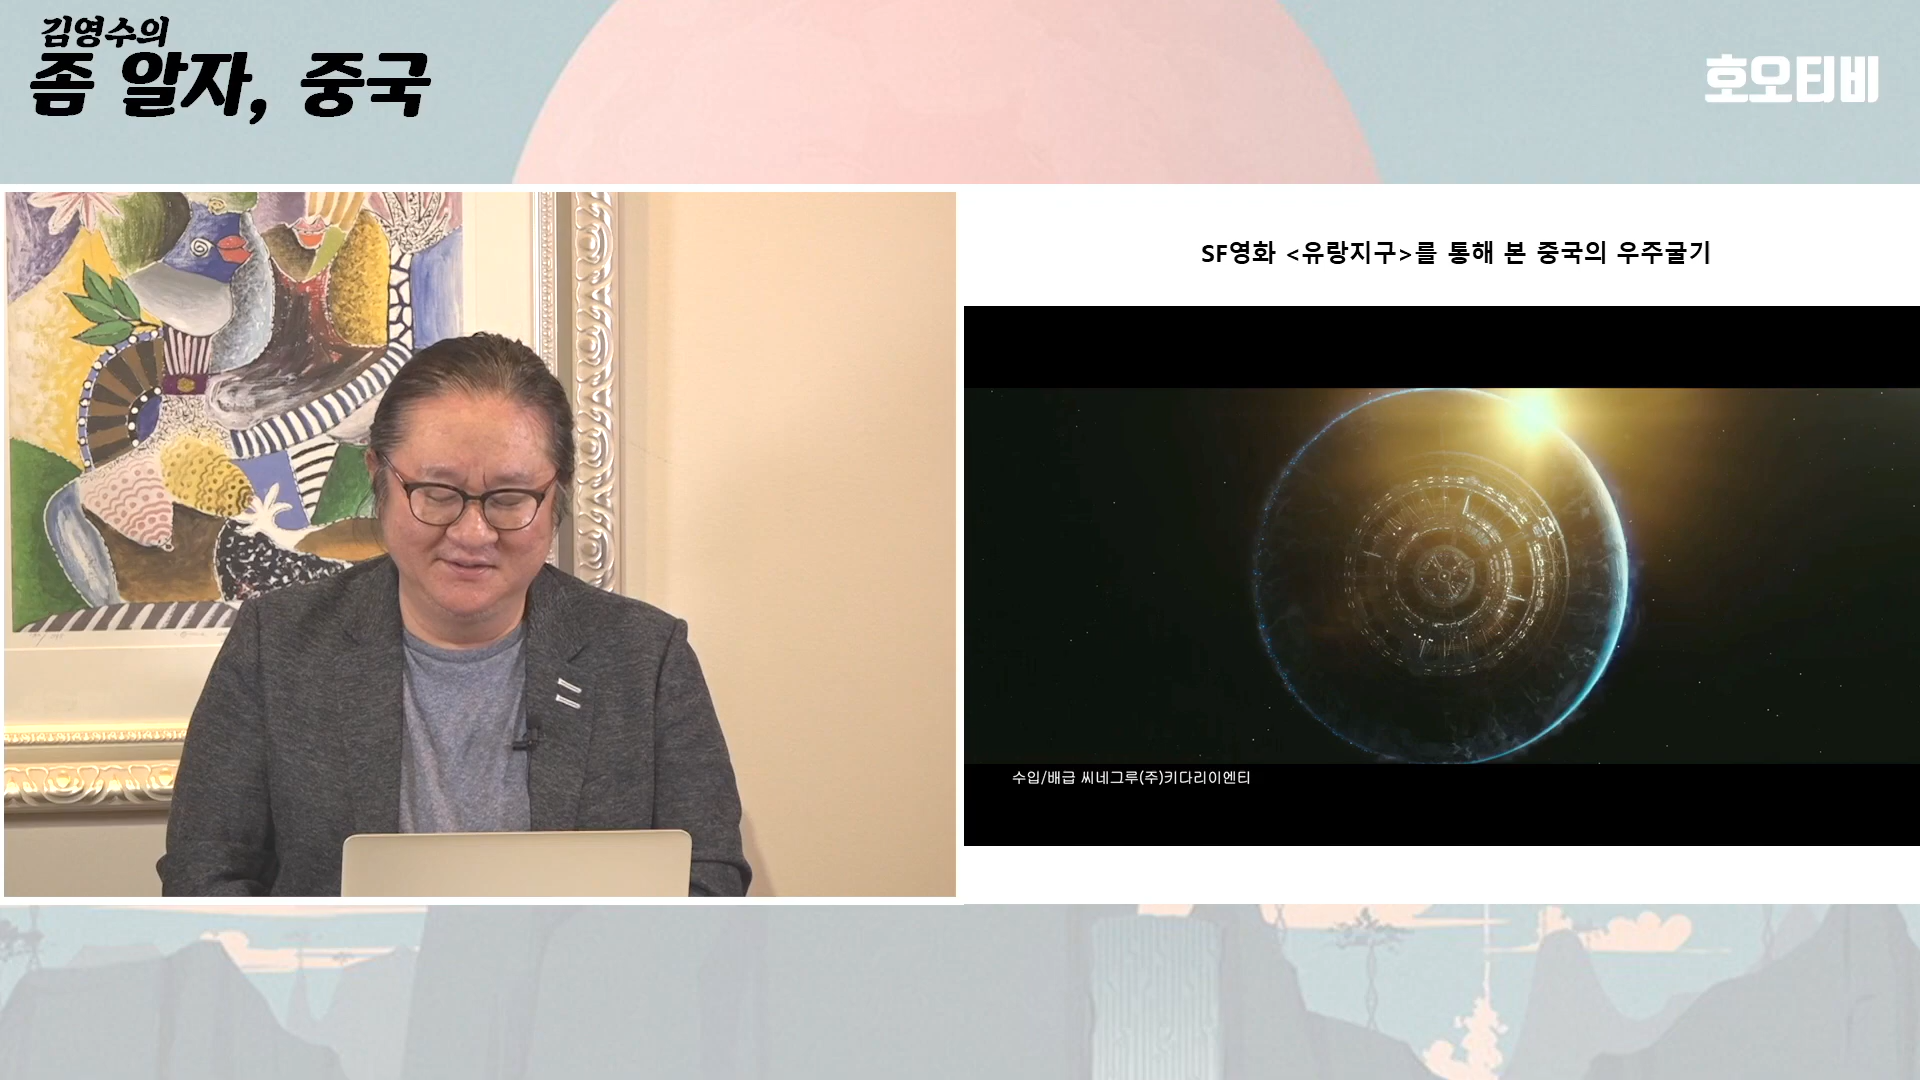 김영수의
좀 알자, 중국
호오티비
SF영화 <유랑지구>를 통해 본 중국의 우주굴기
수입/배급 씨네그루(주)키다리이엔티